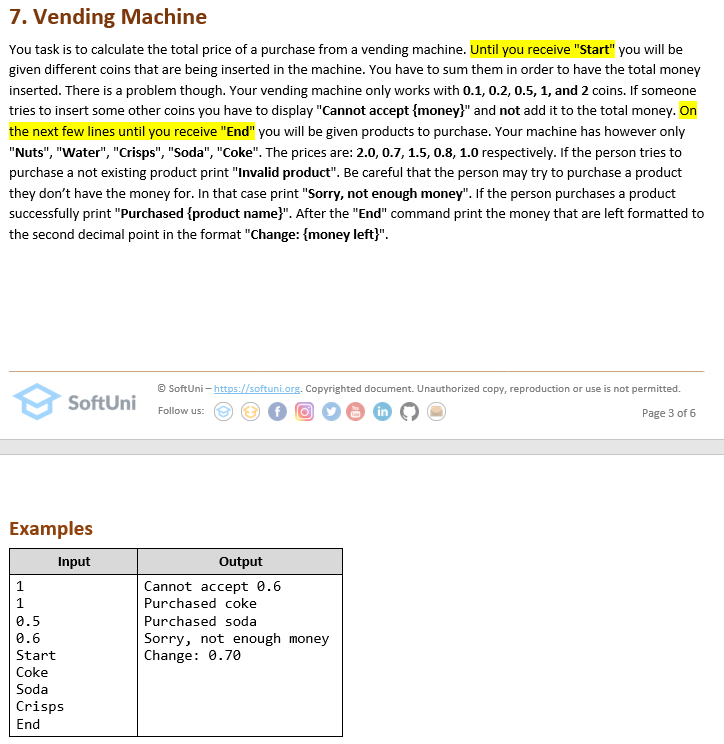 7. Vending Machine
You task is to calculate the total price of a purchase from a vending machine. Until you receive "Start" you will be
given different coins that are being inserted in the machine. You have to sum them in order to have the total money
inserted. There is a problem though. Your vending machine only works with 0.1, 0.2, 0.5, 1, and 2 coins. If someone
tries to insert some other coins you have to display "Cannot accept {money}" and not add it to the total money. On
the next few lines until you receive "End" you will be given products to purchase. Your machine has however only
"Nuts", "Water", "Crisps", "Soda", "Coke". The prices are: 2.0, 0.7, 1.5, 0.8, 1.0 respectively. If the person tries to
purchase a not existing product print "Invalid product". Be careful that the person may try to purchase a product
they don't have the money for. In that case print "Sorry, not enough money". If the person purchases a product
successfully print "Purchased {product name}". After the "End" command print the money that are left formatted to
the second decimal point in the format "Change: {money left}".
SoftUni
© SoftUni – https://softuni.org. Copyrighted document. Unauthorized copy, reproduction or use is not permitted.
Follow us:
Page 3 of 6
Examples
Input Output
1 Cannot accept 0.6
1 Purchased coke
0.5 Purchased soda
0.6 Sorry, not enough money
Start Change: 0.70
Coke
Soda
Crisps
End